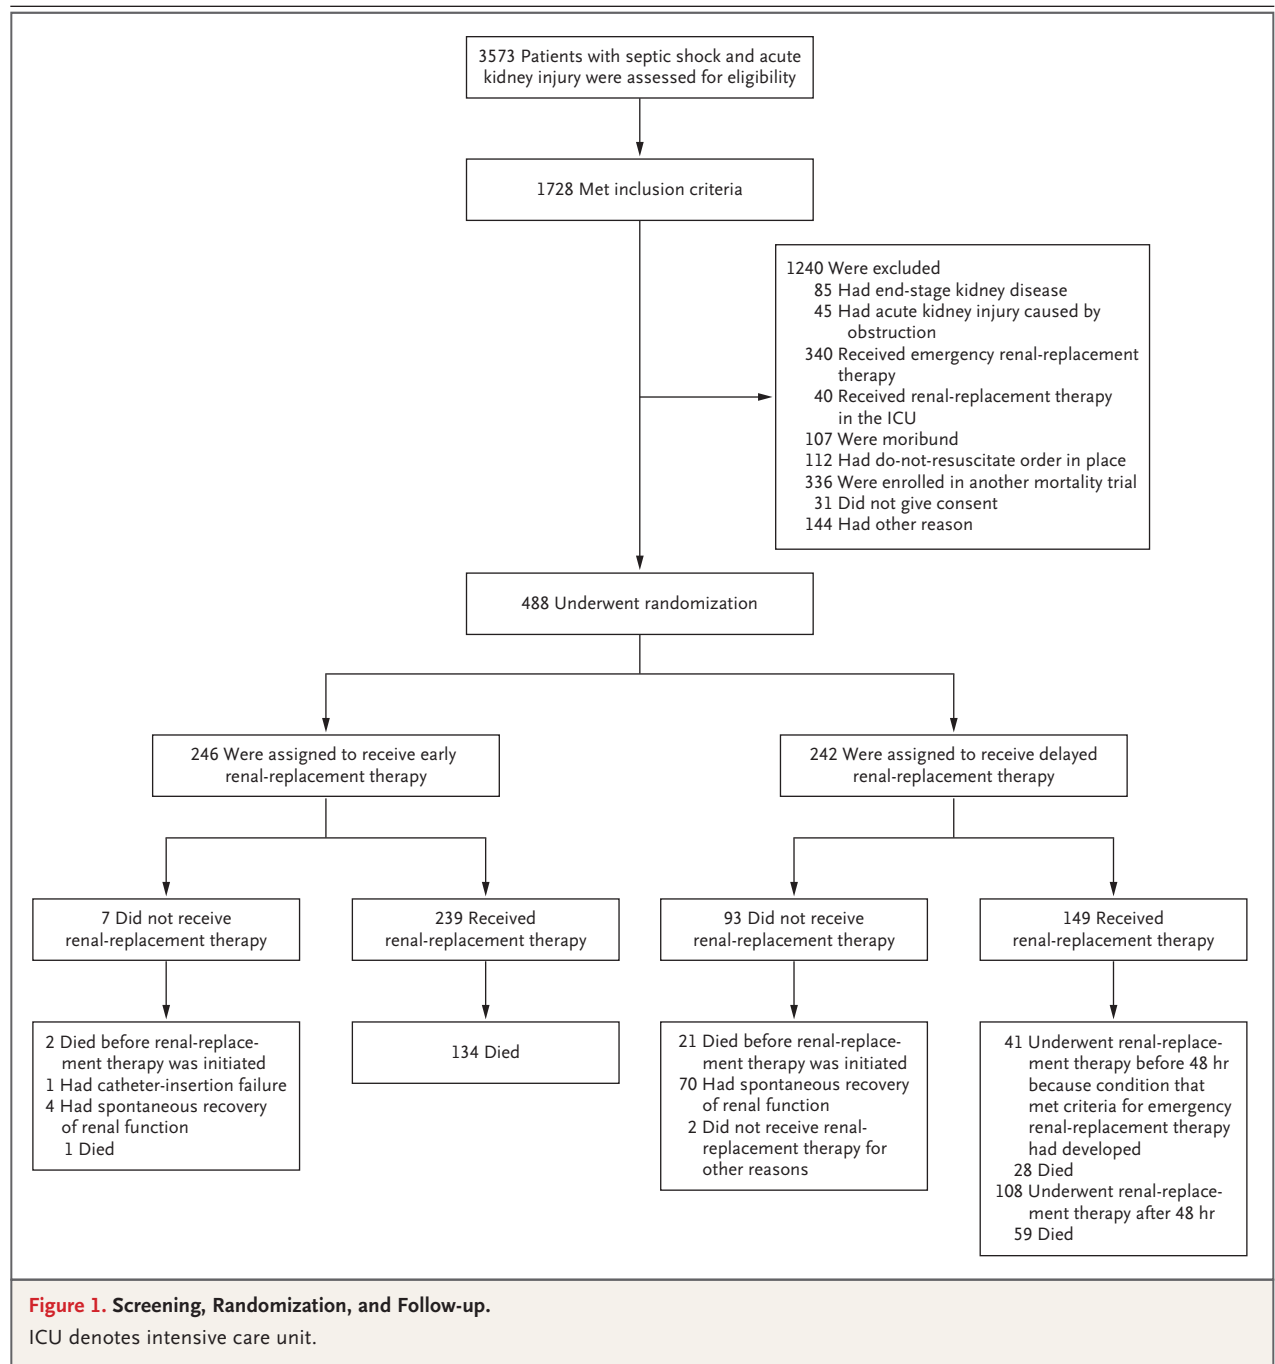 3573 Patients with septic shock and acute
kidney injury were assessed for eligibility
1728 Met inclusion criteria
1240 Were excluded
85 Had end-stage kidney disease
45 Had acute kidney injury caused by
obstruction
340 Received emergency renal-replacement
therapy
40 Received renal-replacement therapy
in the ICU
107 Were moribund
112 Had do-not-resuscitate order in place
336 Were enrolled in another mortality trial
31 Did not give consent
144 Had other reason
488 Underwent randomization
246 Were assigned to receive early
renal-replacement therapy
242 Were assigned to receive delayed
renal-replacement therapy
7 Did not receive
renal-replacement therapy
239 Received
renal-replacement therapy
93 Did not receive
renal-replacement therapy
149 Received
renal-replacement therapy
2 Died before renal-replace-
ment therapy was initiated
1 Had catheter-insertion failure
4 Had spontaneous recovery
of renal function
1 Died
134 Died
21 Died before renal-replace-
ment therapy was initiated
70 Had spontaneous recovery
of renal function
2 Did not receive renal-
replacement therapy for
other reasons
41 Underwent renal-replace-
ment therapy before 48 hr
because condition that
met criteria for emergency
renal-replacement therapy
had developed
28 Died
108 Underwent renal-replace-
ment therapy after 48 hr
59 Died
Figure 1. Screening, Randomization, and Follow-up.
ICU denotes intensive care unit.